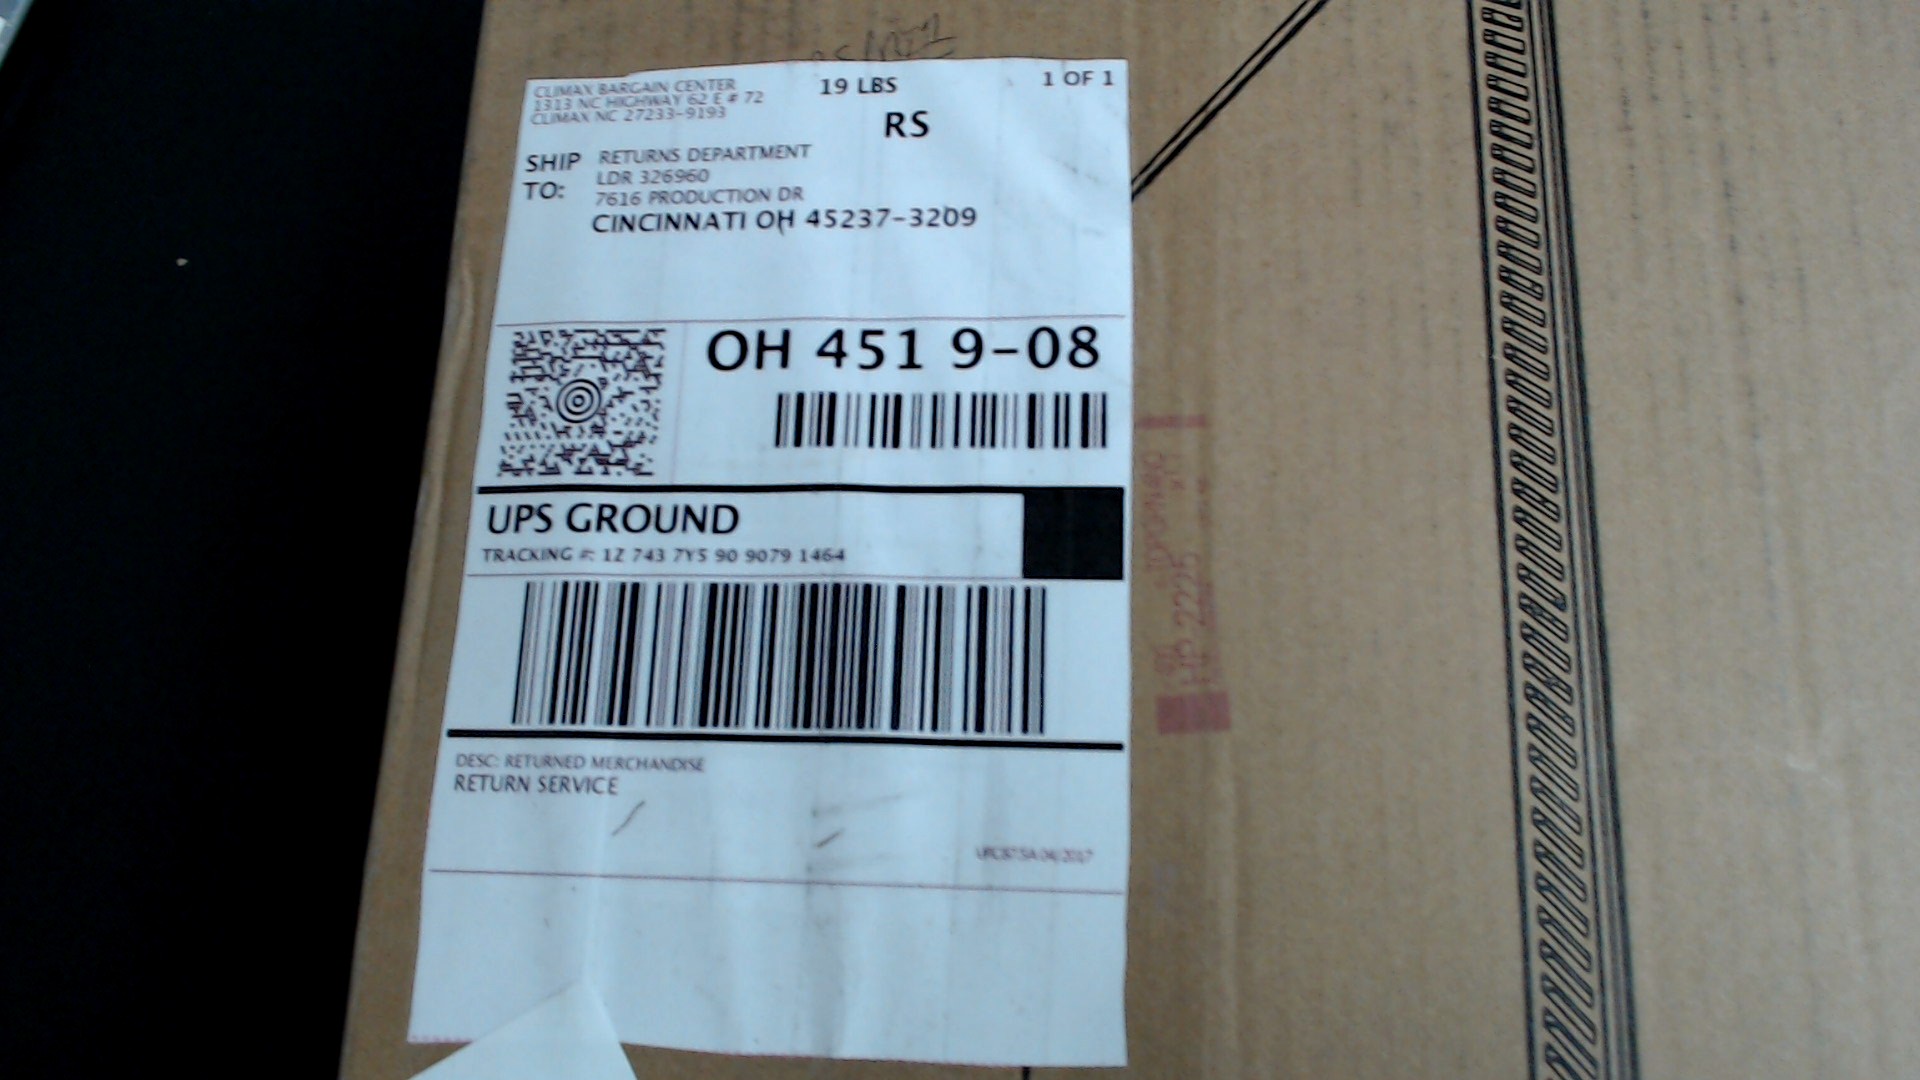 CLIMAX BARGAIN CENTER
1313 NC HIGHWAY 62 E # 72
CLIMAX NC 27233-9193
19 LBS
1 OF 1
RS
SHIP TO:
RETURNS DEPARTMENT
LDR 326960
7616 PRODUCTION DR
CINCINNATI OH 45237-3209
OH 451 9-08
UPS GROUND
TRACKING #: 1Z 743 7Y5 90 9079 1464
DESC: RETURNED MERCHANDISE
RETURN SERVICE